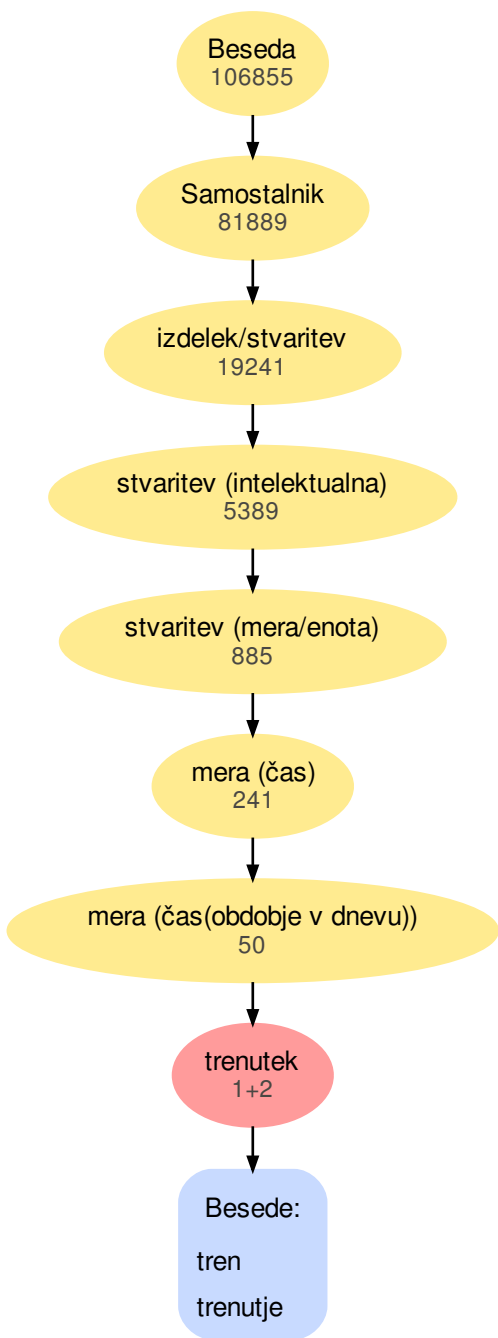 Beseda
106855
Samostalnik
81889
izdelek/stvaritev
19241
stvaritev (intelektualna)
5389
stvaritev (mera/enota)
885
mera (čas)
241
mera (čas(obdobje v dnevu))
50
trenutek
1+2
Besede:
tren
trenutje